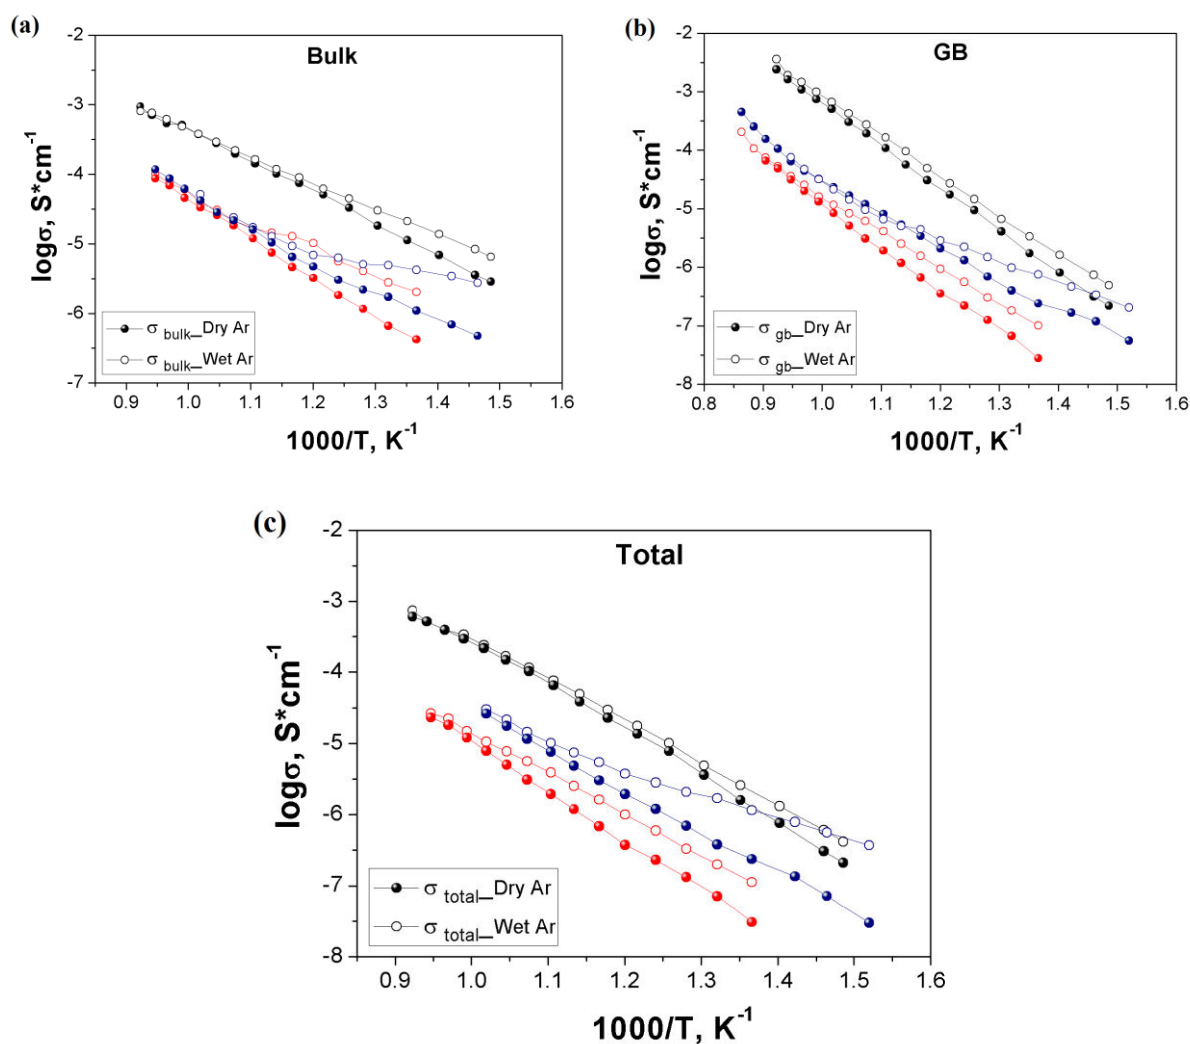 (a)
Bulk
-2
-3
-4
-5
-6
-7
logσ, S*cm-1
σ bulk_Dry Ar
σ bulk_Wet Ar
0.9 1.0 1.1 1.2 1.3 1.4 1.5 1.6
1000/T, K-1
(b)
GB
-2
-3
-4
-5
-6
-7
-8
logσ, S*cm-1
σ gb_Dry Ar
σ gb_Wet Ar
0.8 0.9 1.0 1.1 1.2 1.3 1.4 1.5 1.6
1000/T, K-1
(c)
Total
-2
-3
-4
-5
-6
-7
-8
logσ, S*cm-1
σ total_Dry Ar
σ total_Wet Ar
0.9 1.0 1.1 1.2 1.3 1.4 1.5 1.6
1000/T, K-1